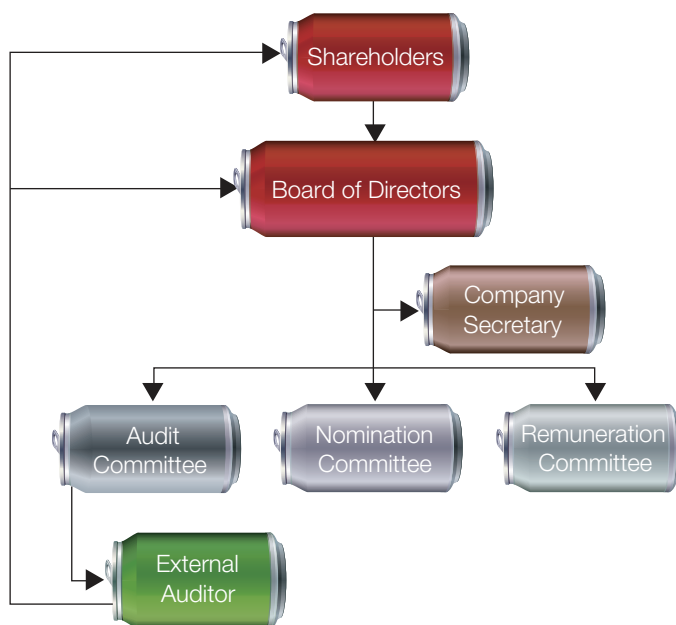 Shareholders
Board of Directors
Company
Secretary
Audit
Committee
Nomination
Committee
Remuneration
Committee
External
Auditor